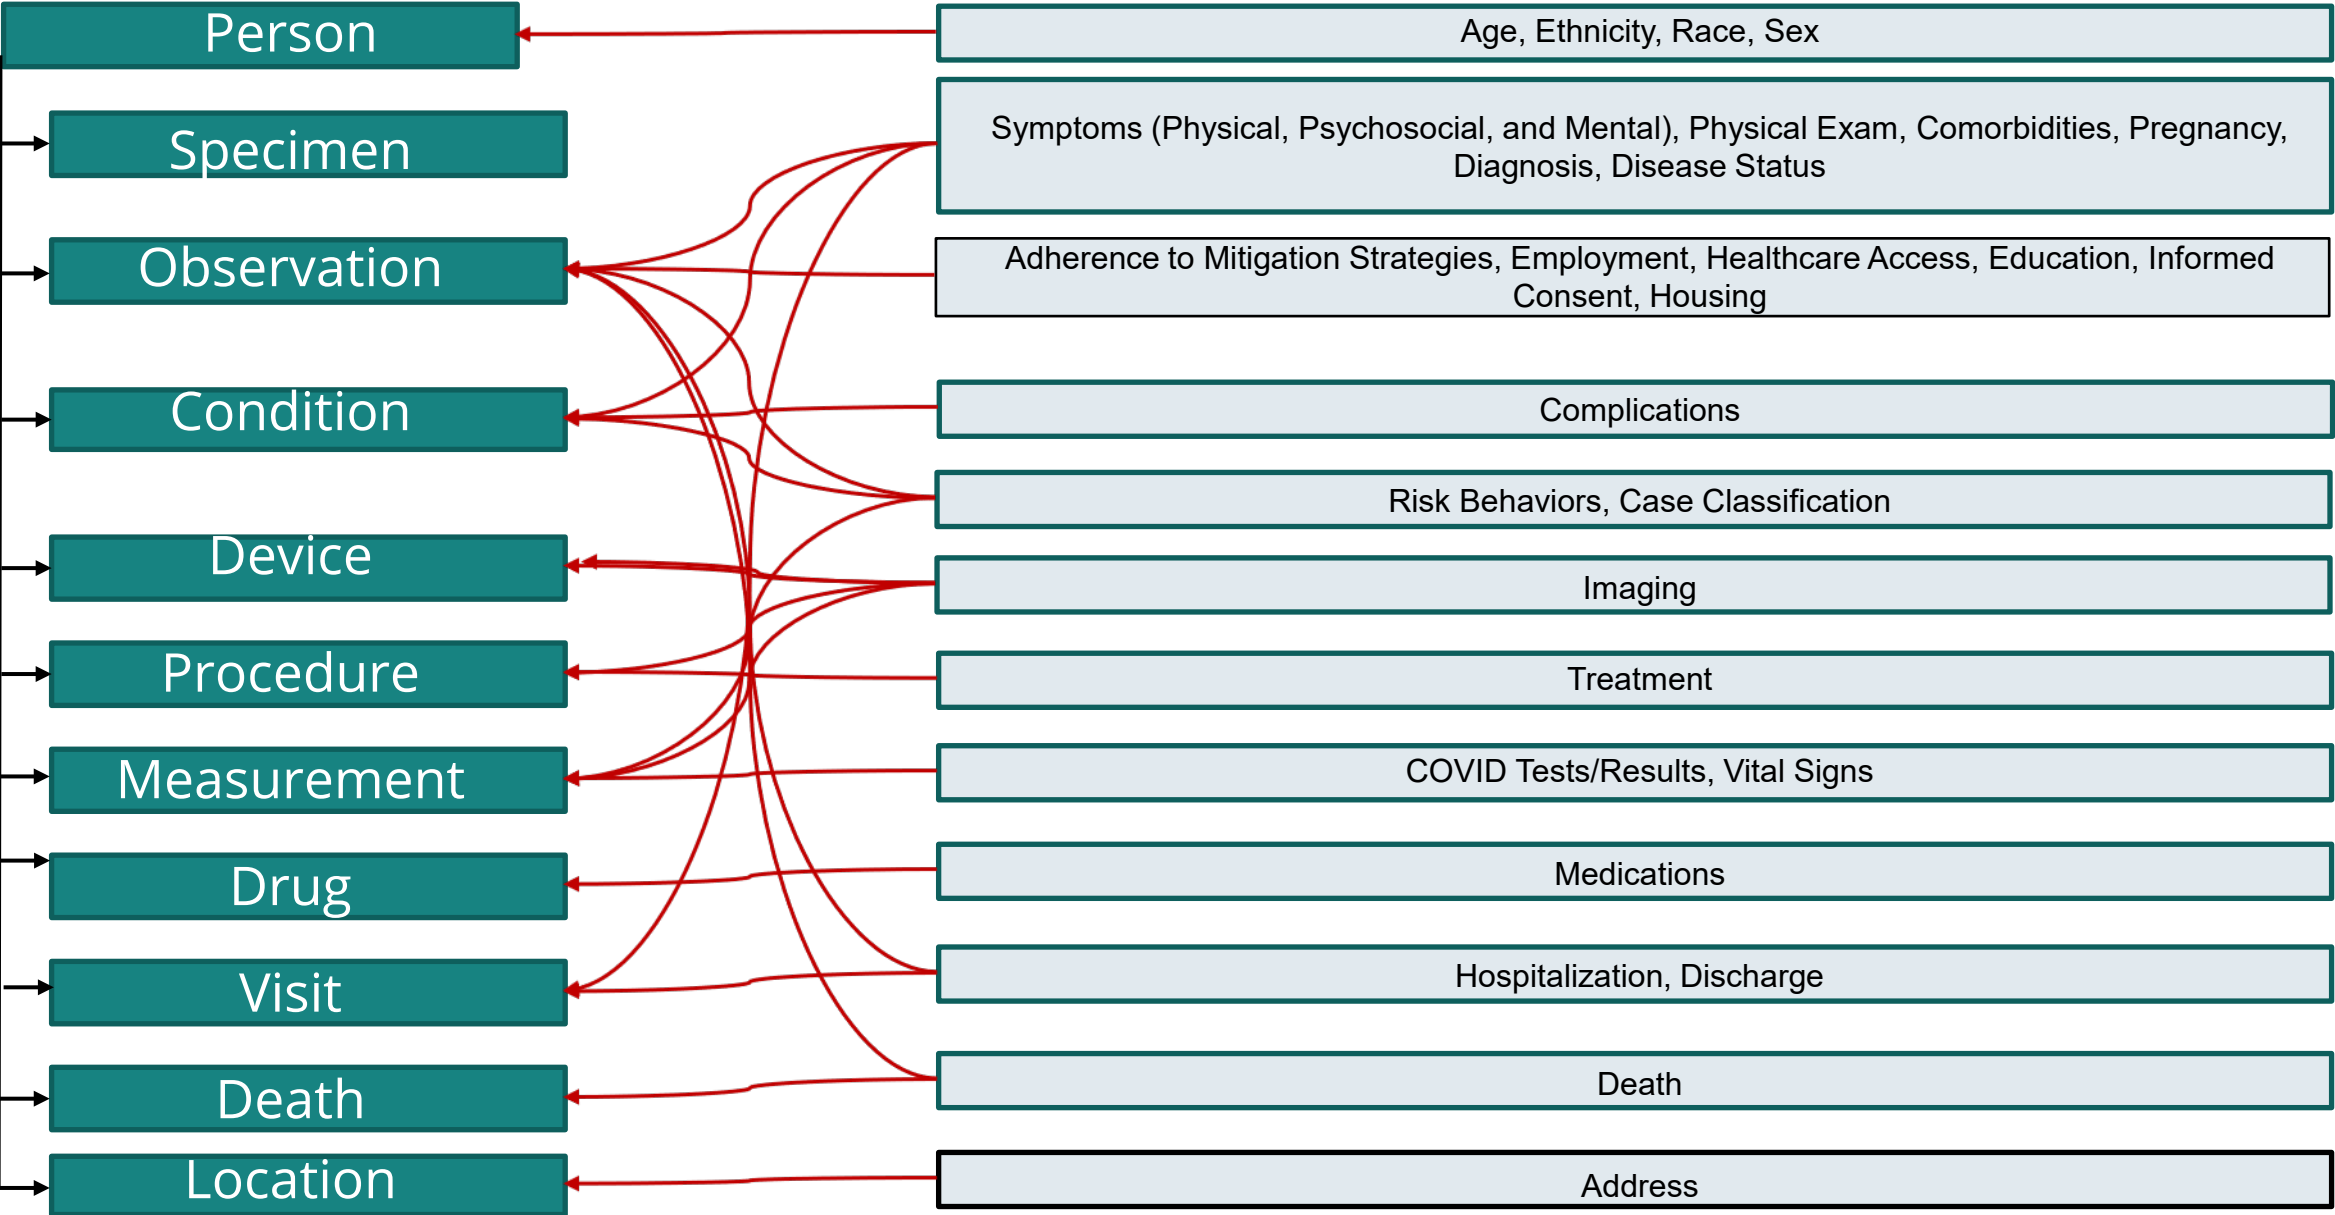 Person
Age, Ethnicity, Race, Sex
Specimen
Symptoms (Physical, Psychosocial, and Mental), Physical Exam, Comorbidities, Pregnancy,
Diagnosis, Disease Status
Observation
Adherence to Mitigation Strategies, Employment, Healthcare Access, Education, Informed
Consent, Housing
Condition
Complications
Risk Behaviors, Case Classification
Device
Imaging
Procedure
Treatment
Measurement
COVID Tests/Results, Vital Signs
Drug
Medications
Visit
Hospitalization, Discharge
Death
Death
Location
Address